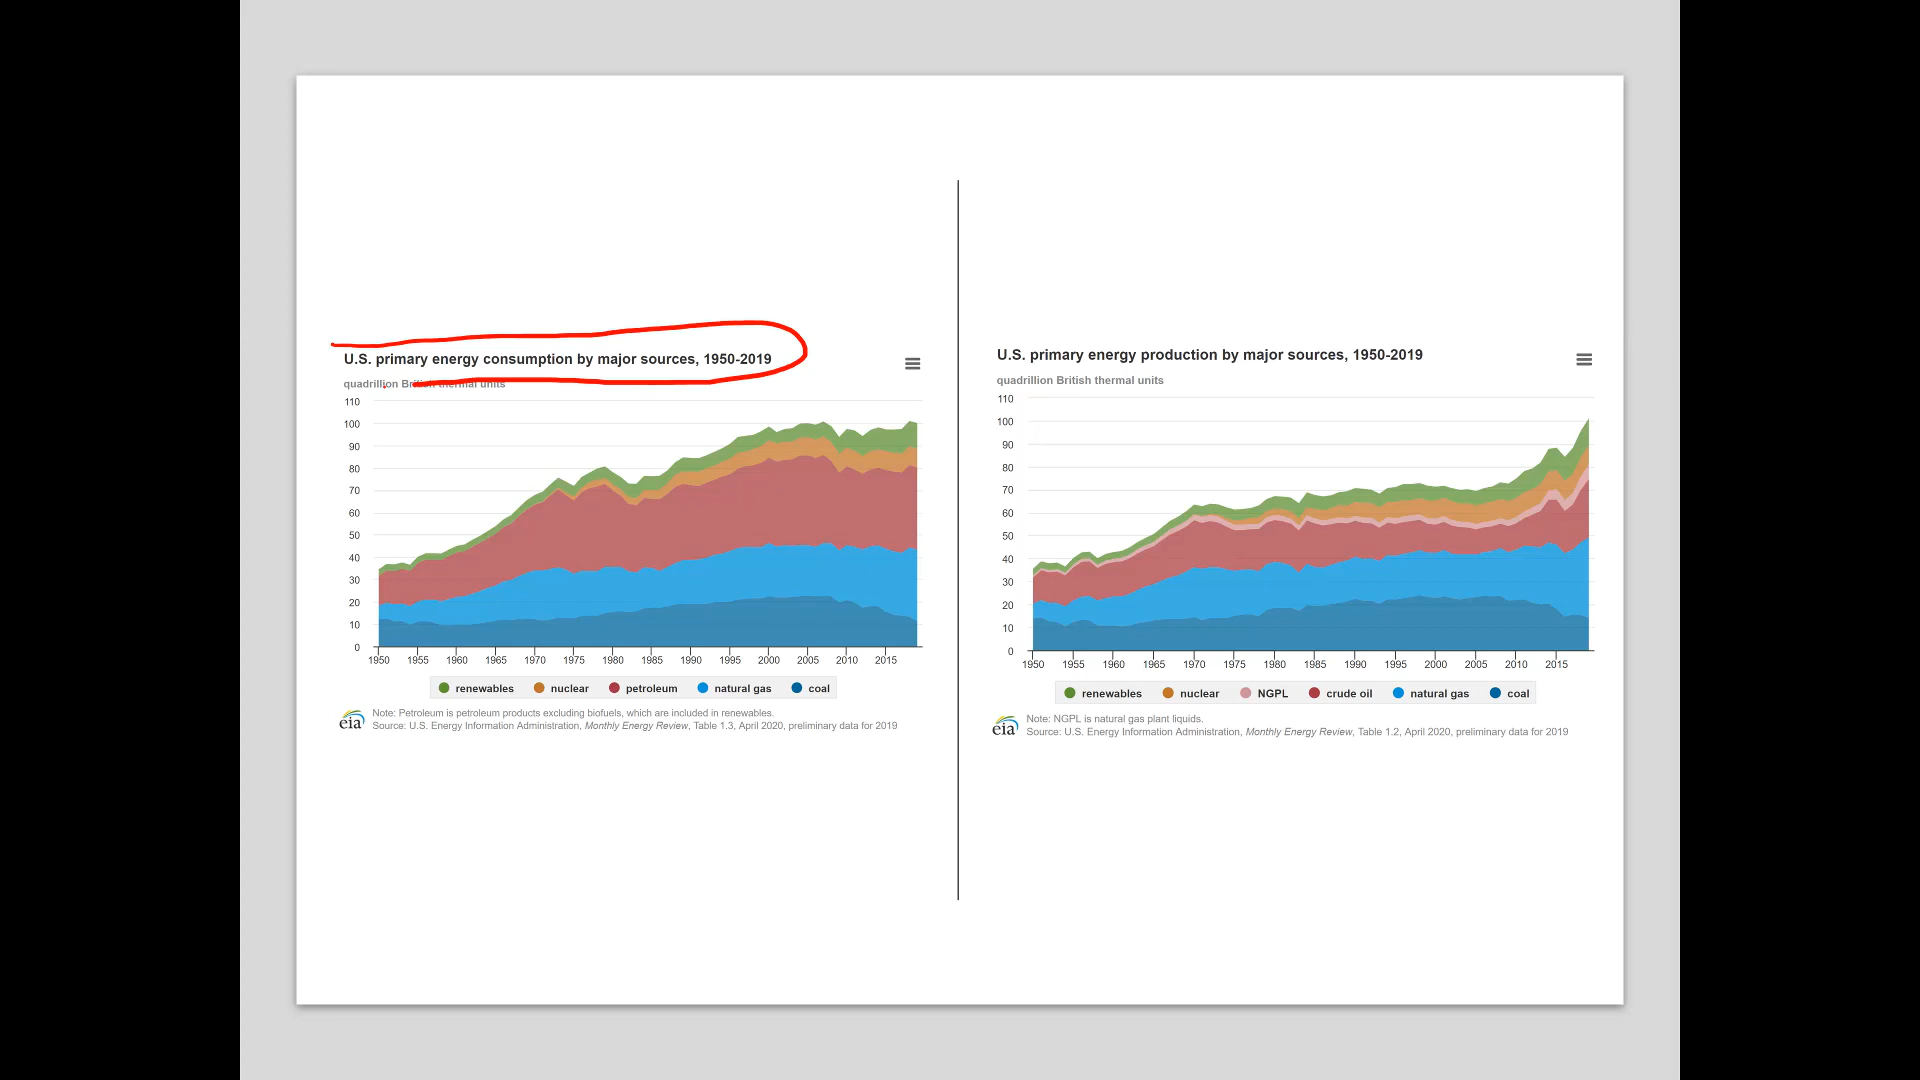 U.S. primary energy consumption by major sources, 1950-2019
quadrillion British thermal units
110
100
90
80
70
60
50
40
30
20
10
0
1950 1955 1960 1965 1970 1975 1980 1985 1990 1995 2000 2005 2010 2015
renewables nuclear petroleum natural gas coal
eia
Note: Petroleum is petroleum products excluding biofuels, which are included in renewables.
Source: U.S. Energy Information Administration, Monthly Energy Review, Table 1.3, April 2020, preliminary data for 2019
U.S. primary energy production by major sources, 1950-2019
quadrillion British thermal units
110
100
90
80
70
60
50
40
30
20
10
0
1950 1955 1960 1965 1970 1975 1980 1985 1990 1995 2000 2005 2010 2015
renewables nuclear NGPL crude oil natural gas coal
eia
Note: NGPL is natural gas plant liquids.
Source: U.S. Energy Information Administration, Monthly Energy Review, Table 1.2, April 2020, preliminary data for 2019